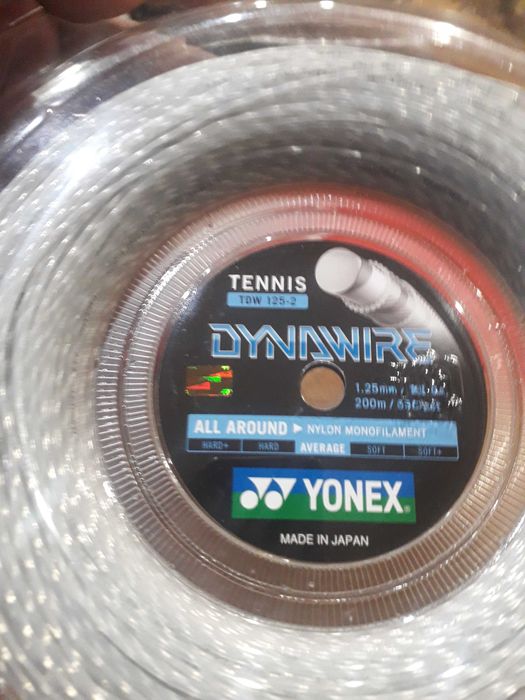 TENNIS
TDW 125-2
DYNAWIRE
1.25mm /
200m /
ALL AROUND ▶ NYLON MONOFILAMENT
HARD+ HARD AVERAGE SOFT SOFT+
YONEX®
MADE IN JAPAN